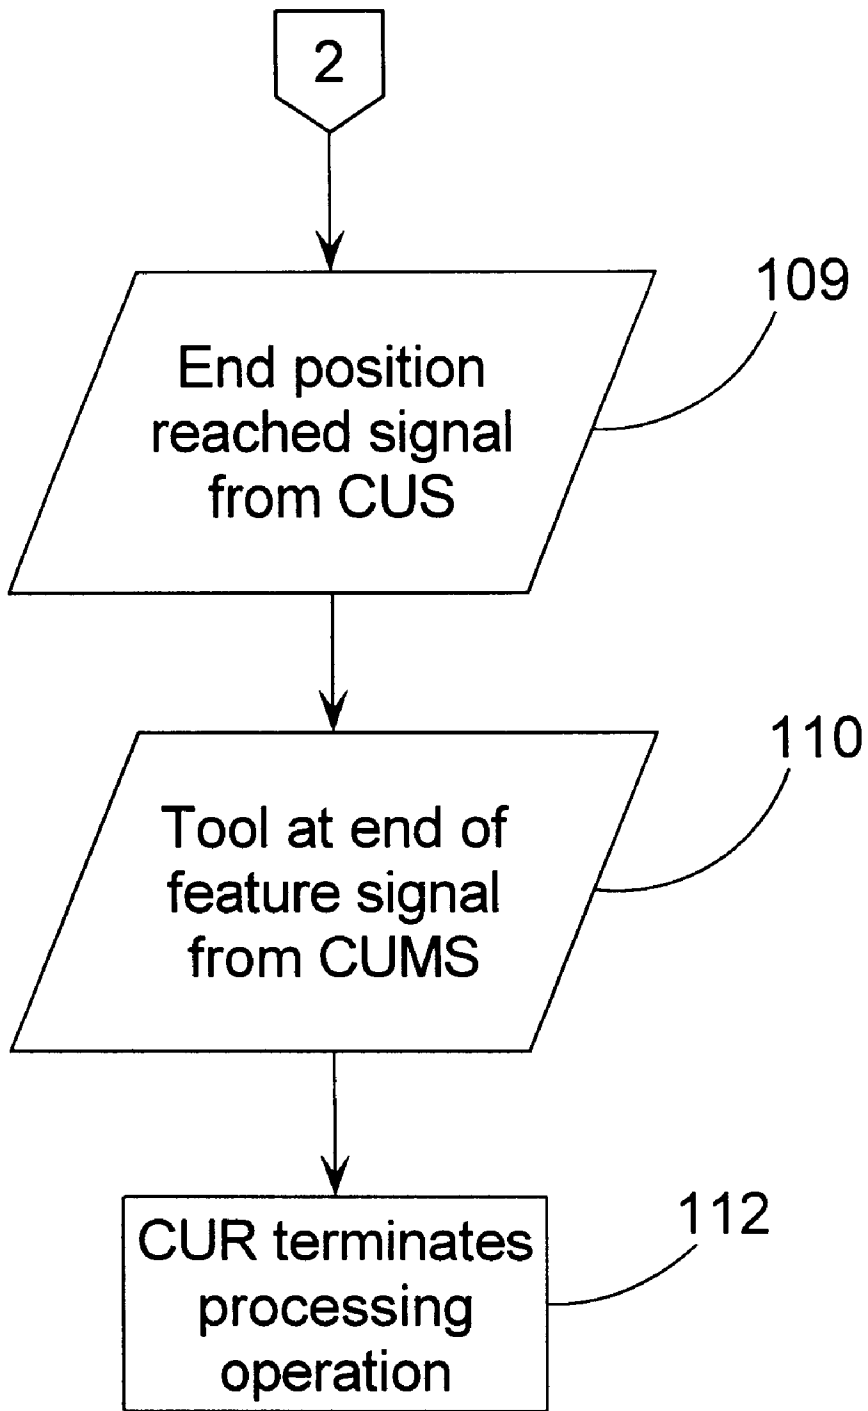 2
109
End position
reached signal
from CUS
110
Tool at end of
feature signal
from CUMS
112
CUR terminates
processing
operation